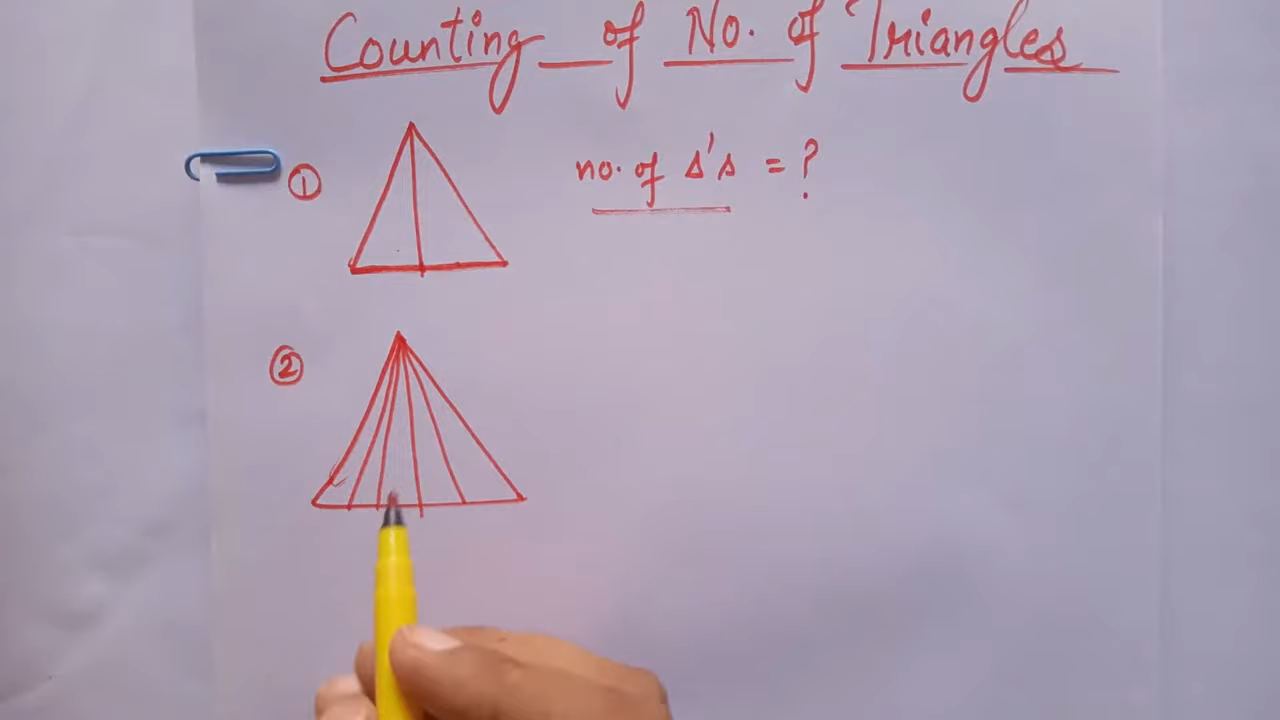 Counting of No. of Triangles
① no. of Δ's = ?
②